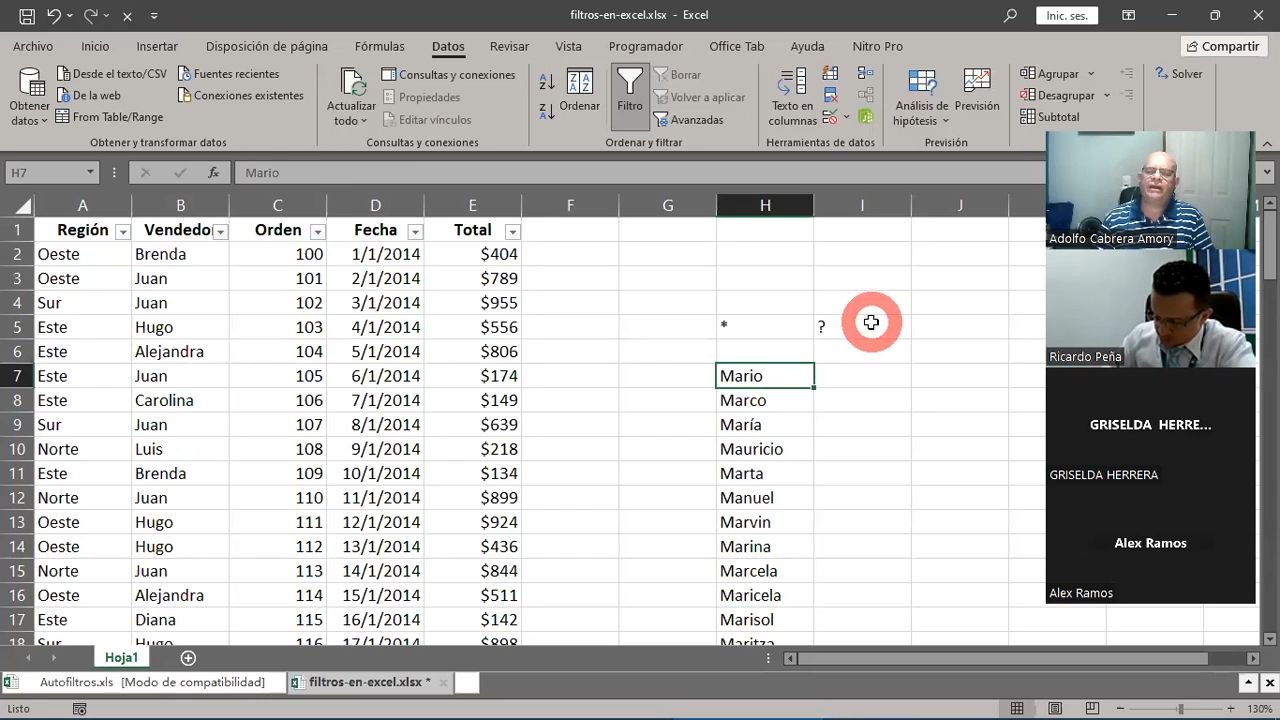 filtros-en-excel.xlsx - Excel
Inic. ses.
Archivo Inicio Insertar Disposición de página Fórmulas Datos Revisar Vista Programador Office Tab Ayuda Nitro Pro Compartir
Obtener datos
Desde el texto/CSV
De la web
From Table/Range
Fuentes recientes
Conexiones existentes
Obtener y transformar datos
Actualizar todo
Consultas y conexiones
Propiedades
Editar vínculos
Consultas y conexiones
Ordenar
Filtro
Borrar
Volver a aplicar
Avanzadas
Ordenar y filtrar
Texto en columnas
Herramientas de datos
Análisis de hipótesis
Previsión
Previsión
Agrupar
Desagrupar
Subtotal
Solver
H7 fx Mario
A B C D E F G H I J M
1 Región Vendedo Orden Fecha Total
2 Oeste Brenda 100 1/1/2014 $404
3 Oeste Juan 101 2/1/2014 $789
4 Sur Juan 102 3/1/2014 $955
5 Este Hugo 103 4/1/2014 $556 * ?
6 Este Alejandra 104 5/1/2014 $806
7 Este Juan 105 6/1/2014 $174 Mario
8 Este Carolina 106 7/1/2014 $149 Marco
9 Sur Juan 107 8/1/2014 $639 María
10 Norte Luis 108 9/1/2014 $218 Mauricio
11 Este Brenda 109 10/1/2014 $134 Marta
12 Norte Juan 110 11/1/2014 $899 Manuel
13 Oeste Hugo 111 12/1/2014 $924 Marvin
14 Oeste Hugo 112 13/1/2014 $436 Marina
15 Norte Juan 113 14/1/2014 $844 Marcela
16 Oeste Alejandra 114 15/1/2014 $511 Maricela
17 Este Diana 115 16/1/2014 $142 Marisol
18 Sur Hugo 116 17/1/2014 $898 Maritza
Adolfo Cabrera Amory
Ricardo Peña
GRISELDA HERRE...
GRISELDA HERRERA
Alex Ramos
Alex Ramos
Hoja1
Autofiltros.xls [Modo de compatibilidad] filtros-en-excel.xlsx *
Listo 130%